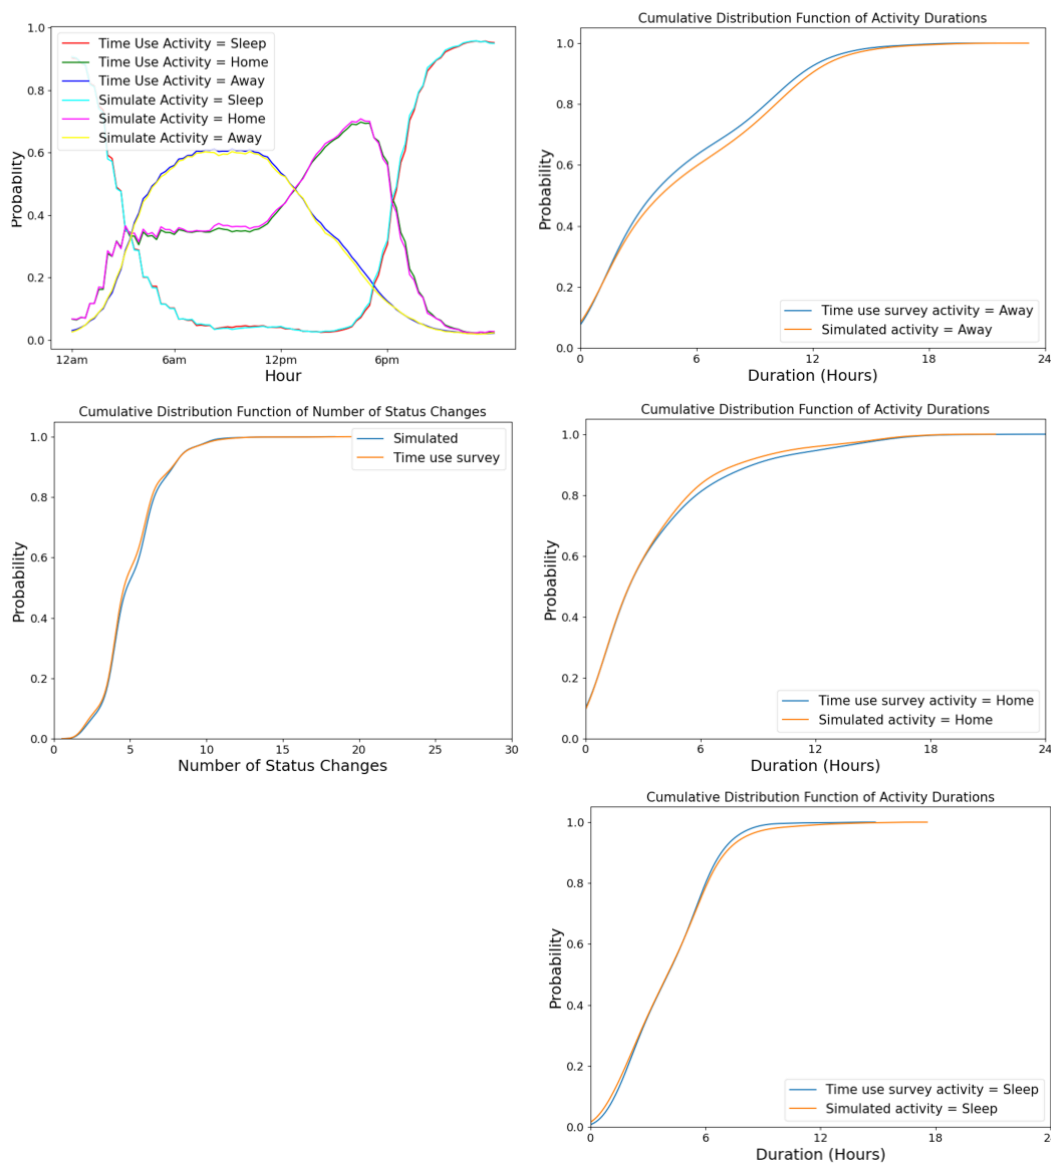 1.0
0.8
0.6
0.4
0.2
0.0
Probability
Time Use Activity = Sleep
Time Use Activity = Home
Time Use Activity = Away
Simulate Activity = Sleep
Simulate Activity = Home
Simulate Activity = Away
12am
6am
12pm
6pm
Hour
Cumulative Distribution Function of Activity Durations
1.0
0.8
0.6
0.4
0.2
0.0
Probability
Time use survey activity = Away
Simulated activity = Away
0
6
12
18
24
Duration (Hours)
Cumulative Distribution Function of Number of Status Changes
1.0
0.8
0.6
0.4
0.2
0.0
Probability
Simulated
Time use survey
0
5
10
15
20
25
30
Number of Status Changes
Cumulative Distribution Function of Activity Durations
1.0
0.8
0.6
0.4
0.2
0.0
Probability
Time use survey activity = Home
Simulated activity = Home
0
6
12
18
24
Duration (Hours)
Cumulative Distribution Function of Activity Durations
1.0
0.8
0.6
0.4
0.2
0.0
Probability
Time use survey activity = Sleep
Simulated activity = Sleep
0
6
12
18
Duration (Hours)